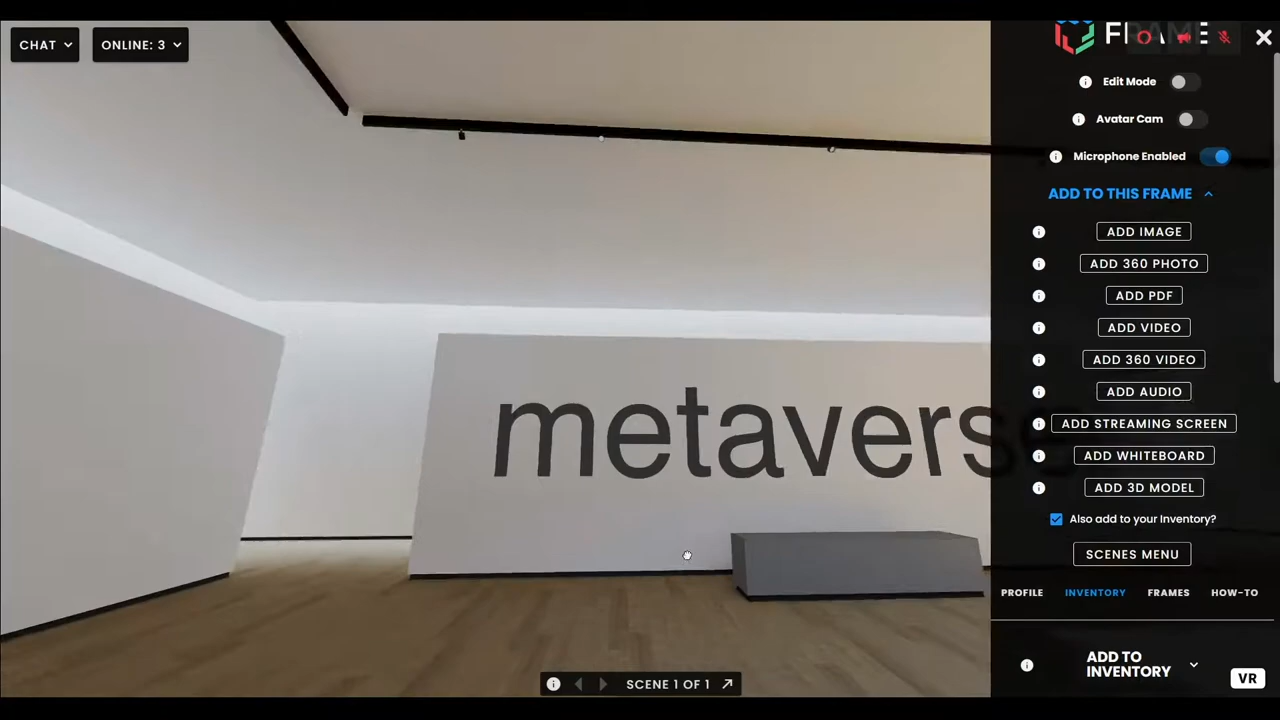 CHAT
ONLINE: 3
Edit Mode
Avatar Cam
Microphone Enabled
ADD TO THIS FRAME
ADD IMAGE
ADD 360 PHOTO
ADD PDF
ADD VIDEO
ADD 360 VIDEO
ADD AUDIO
ADD STREAMING SCREEN
ADD WHITEBOARD
ADD 3D MODEL
Also add to your Inventory?
SCENES MENU
PROFILE INVENTORY FRAMES HOW-TO
ADD TO
INVENTORY
VR
metaverse
SCENE 1 OF 1